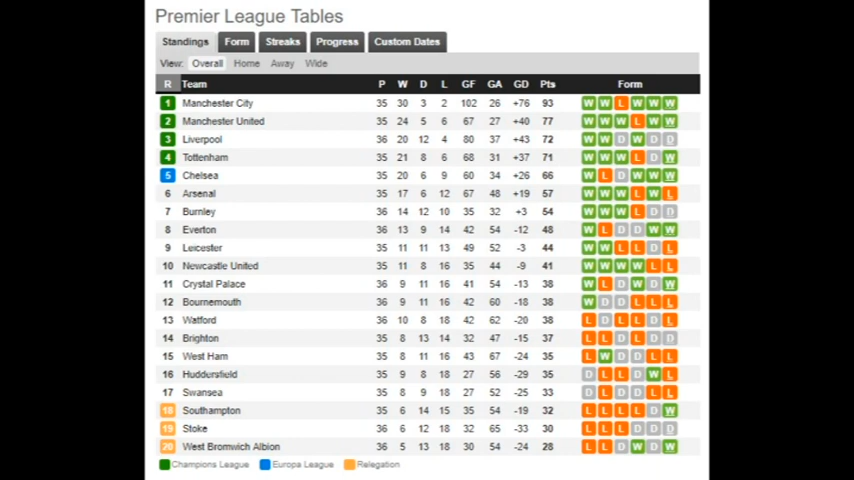 Premier League Tables
Standings Form Streaks Progress Custom Dates
View: Overall Home Away Wide
R Team P W D L GF GA GD Pts Form
1 Manchester City 35 30 3 2 102 26 +76 93 W W L W W W
2 Manchester United 35 24 5 6 67 27 +40 77 W W W L W W
3 Liverpool 36 20 12 4 80 37 +43 72 W W D W D D
4 Tottenham 35 21 8 6 68 31 +37 71 W W W L D W
5 Chelsea 35 20 6 9 60 34 +26 66 W L D W W W
6 Arsenal 35 17 6 12 67 48 +19 57 W W W L W L
7 Burnley 36 14 12 10 35 32 +3 54 W W W L D D
8 Everton 36 13 9 14 42 54 -12 48 W L D D W W
9 Leicester 35 11 11 13 49 52 -3 44 W W L L D L
10 Newcastle United 35 11 8 16 35 44 -9 41 W W W W L L
11 Crystal Palace 36 9 11 16 41 54 -13 38 W L D W D W
12 Bournemouth 36 9 11 16 42 60 -18 38 W D D L L L
13 Watford 36 10 8 18 42 62 -20 38 L D L L D L
14 Brighton 35 8 13 14 32 47 -15 37 L L D L D D
15 West Ham 35 8 11 16 43 67 -24 35 L W D D L L
16 Huddersfield 35 9 8 18 27 56 -29 35 D L L D W L
17 Swansea 35 8 9 18 27 52 -25 33 D L D D L L
18 Southampton 35 6 14 15 35 54 -19 32 L L L L D W
19 Stoke 36 6 12 18 32 65 -33 30 L L L D D D
20 West Bromwich Albion 36 5 13 18 30 54 -24 28 L L D W D W
Champions League Europa League Relegation